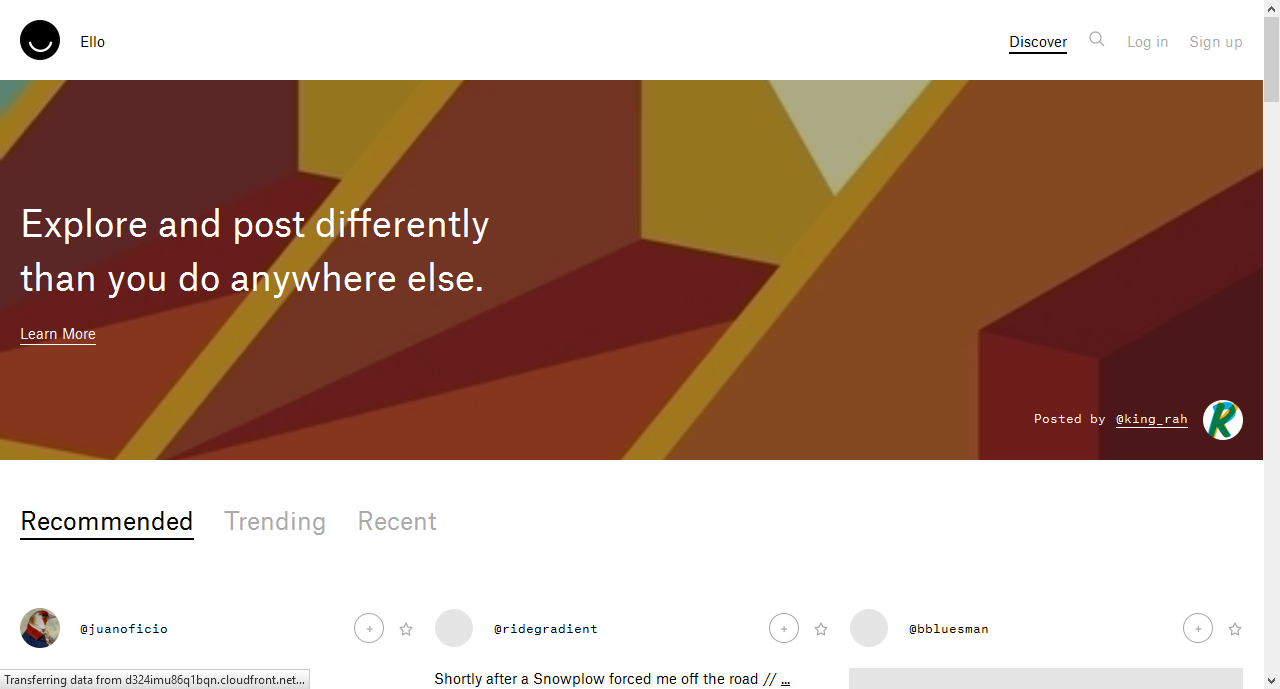 Ello
Discover
Log in
Sign up
Explore and post differently
than you do anywhere else.
Learn More
Posted by @king_rah
R
Recommended
Trending
Recent
@juanoficio
+
@ridgegradient
+
@bbluesman
+
Shortly after a Snowplow forced me off the road // ...
Transferring data from d324imu86q1bqn.cloudfront.net...